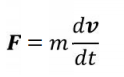 F = m dv/dt